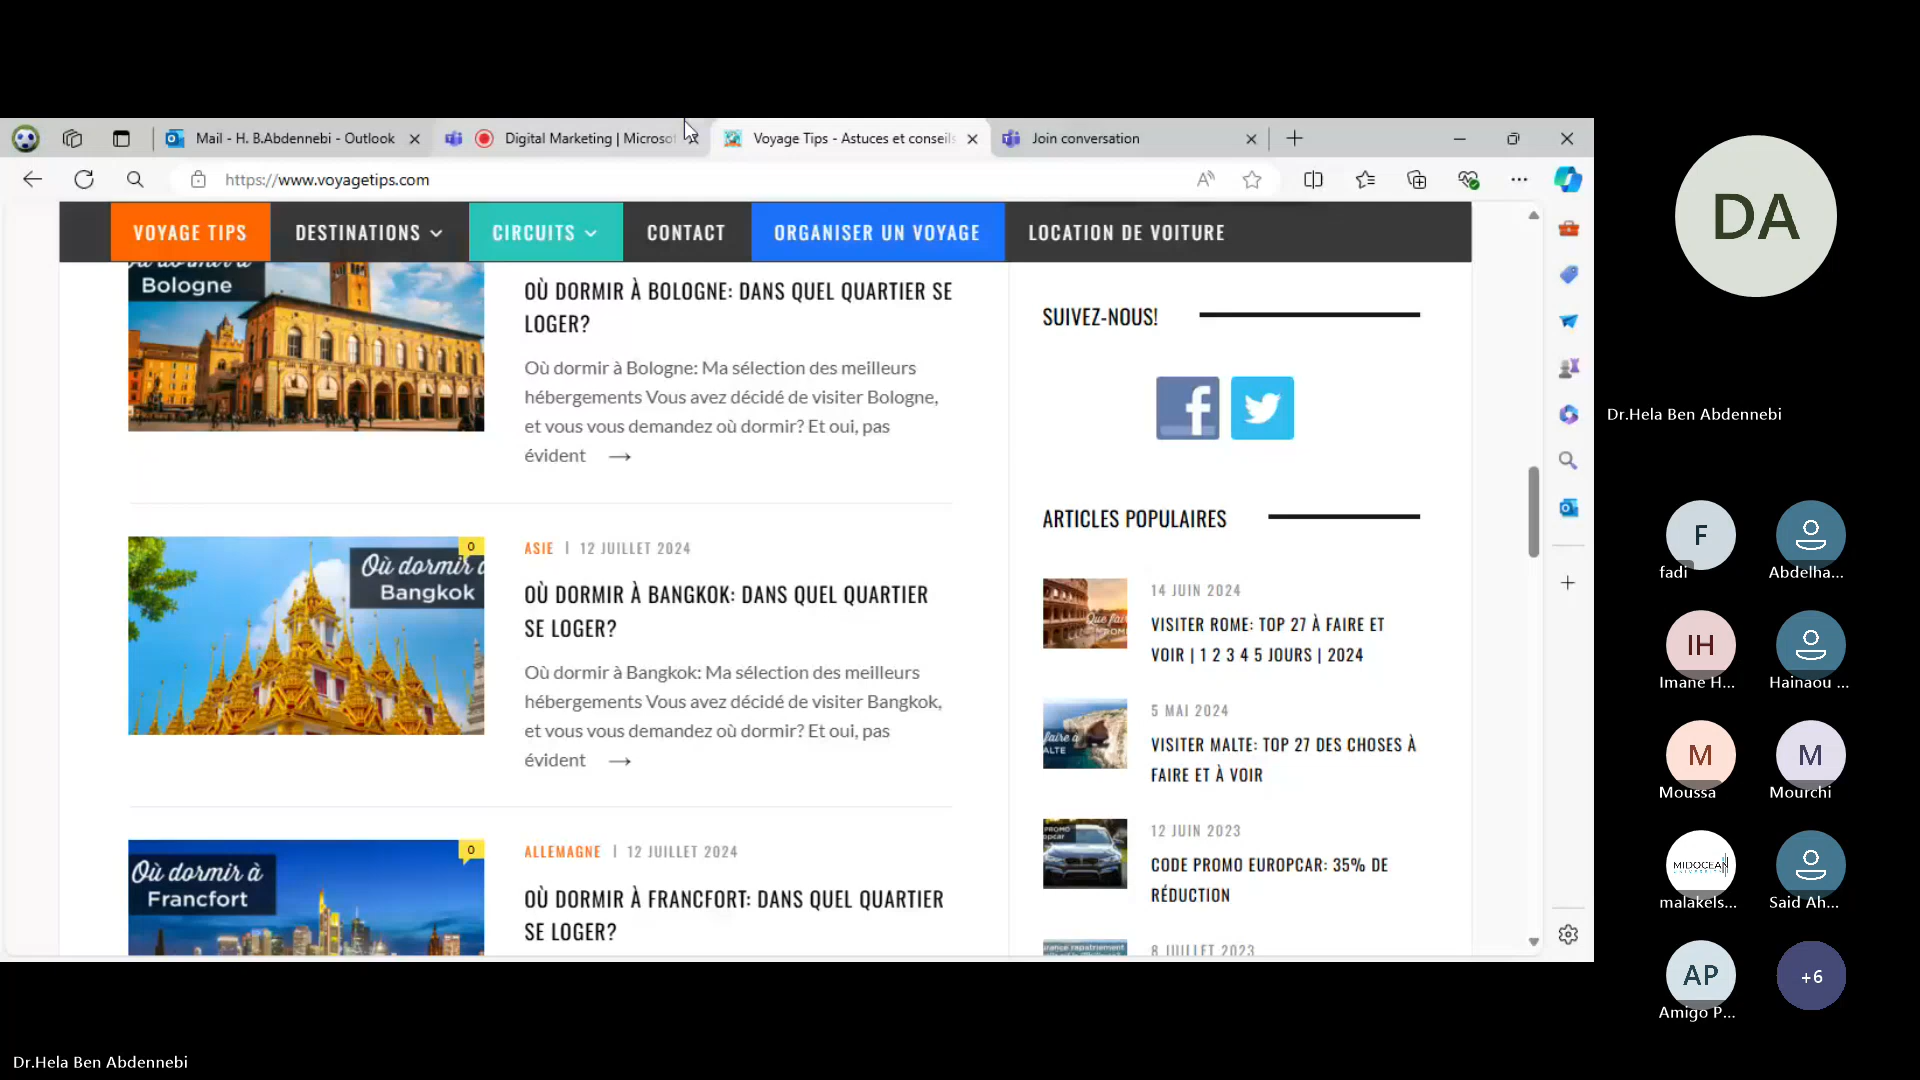 Mail - H. B.Abdennebi - Outlook
Digital Marketing | Microsof
Voyage Tips - Astuces et conseils
Join conversation
https://www.voyagetips.com
VOYAGE TIPS
DESTINATIONS
CIRCUITS
CONTACT
ORGANISER UN VOYAGE
LOCATION DE VOITURE
Bologne
OÙ DORMIR À BOLOGNE: DANS QUEL QUARTIER SE
LOGER?
Où dormir à Bologne: Ma sélection des meilleurs
hébergements Vous avez décidé de visiter Bologne,
et vous vous demandez où dormir? Et oui, pas
évident →
0
Où dormir à
Bangkok
ASIE | 12 JUILLET 2024
OÙ DORMIR À BANGKOK: DANS QUEL QUARTIER
SE LOGER?
Où dormir à Bangkok: Ma sélection des meilleurs
hébergements Vous avez décidé de visiter Bangkok,
et vous vous demandez où dormir? Et oui, pas
évident →
0
Où dormir à
Francfort
ALLEMAGNE | 12 JUILLET 2024
OÙ DORMIR À FRANCFORT: DANS QUEL QUARTIER
SE LOGER?
SUIVEZ-NOUS!
ARTICLES POPULAIRES
14 JUIN 2024
VISITER ROME: TOP 27 À FAIRE ET
VOIR | 1 2 3 4 5 JOURS | 2024
5 MAI 2024
VISITER MALTE: TOP 27 DES CHOSES À
FAIRE ET À VOIR
12 JUIN 2023
CODE PROMO EUROPCAR: 35% DE
RÉDUCTION
8 JUILLET 2023
DA
Dr.Hela Ben Abdennebi
F
fadi
Abdelha...
IH
Imane H...
Hainaou ...
M
Moussa
M
Mourchi
MIDOCEAN
malakels...
Said Ah...
AP
Amigo P...
+6
Dr.Hela Ben Abdennebi